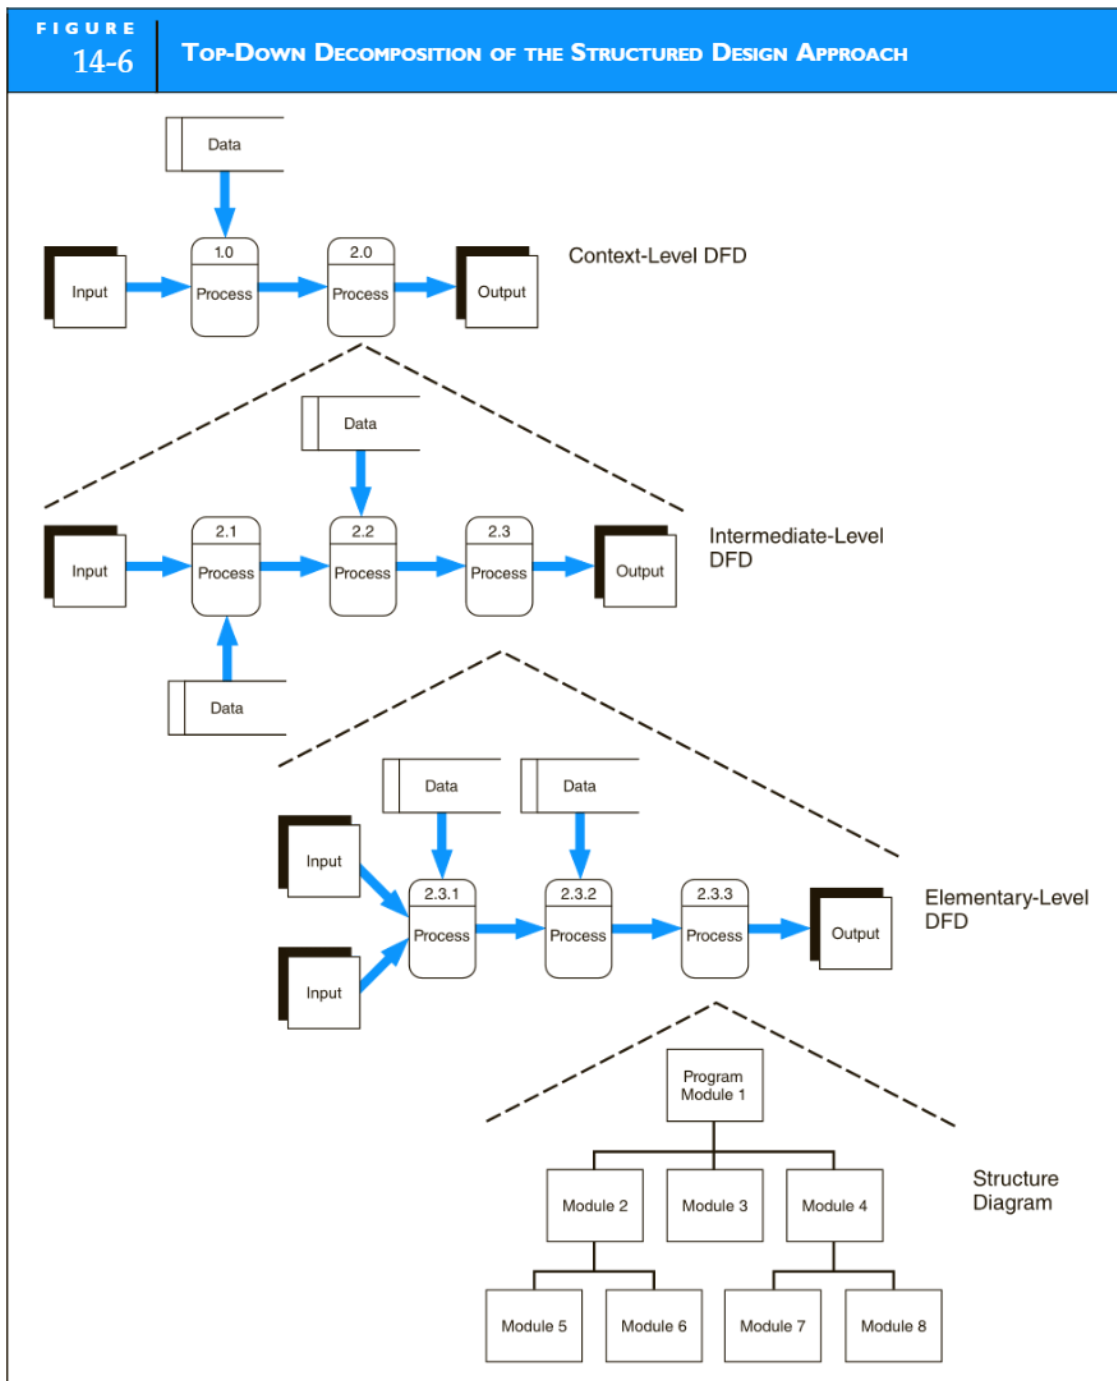 FIGURE
14-6
TOP-DOWN DECOMPOSITION OF THE STRUCTURED DESIGN APPROACH
Data
1.0
2.0
Context-Level DFD
Input
Process
Process
Output
Data
2.1
2.2
2.3
Intermediate-Level
DFD
Input
Process
Process
Process
Output
Data
Data
Data
Input
2.3.1
2.3.2
2.3.3
Elementary-Level
DFD
Process
Process
Process
Output
Input
Program
Module 1
Structure
Diagram
Module 2
Module 3
Module 4
Module 5
Module 6
Module 7
Module 8